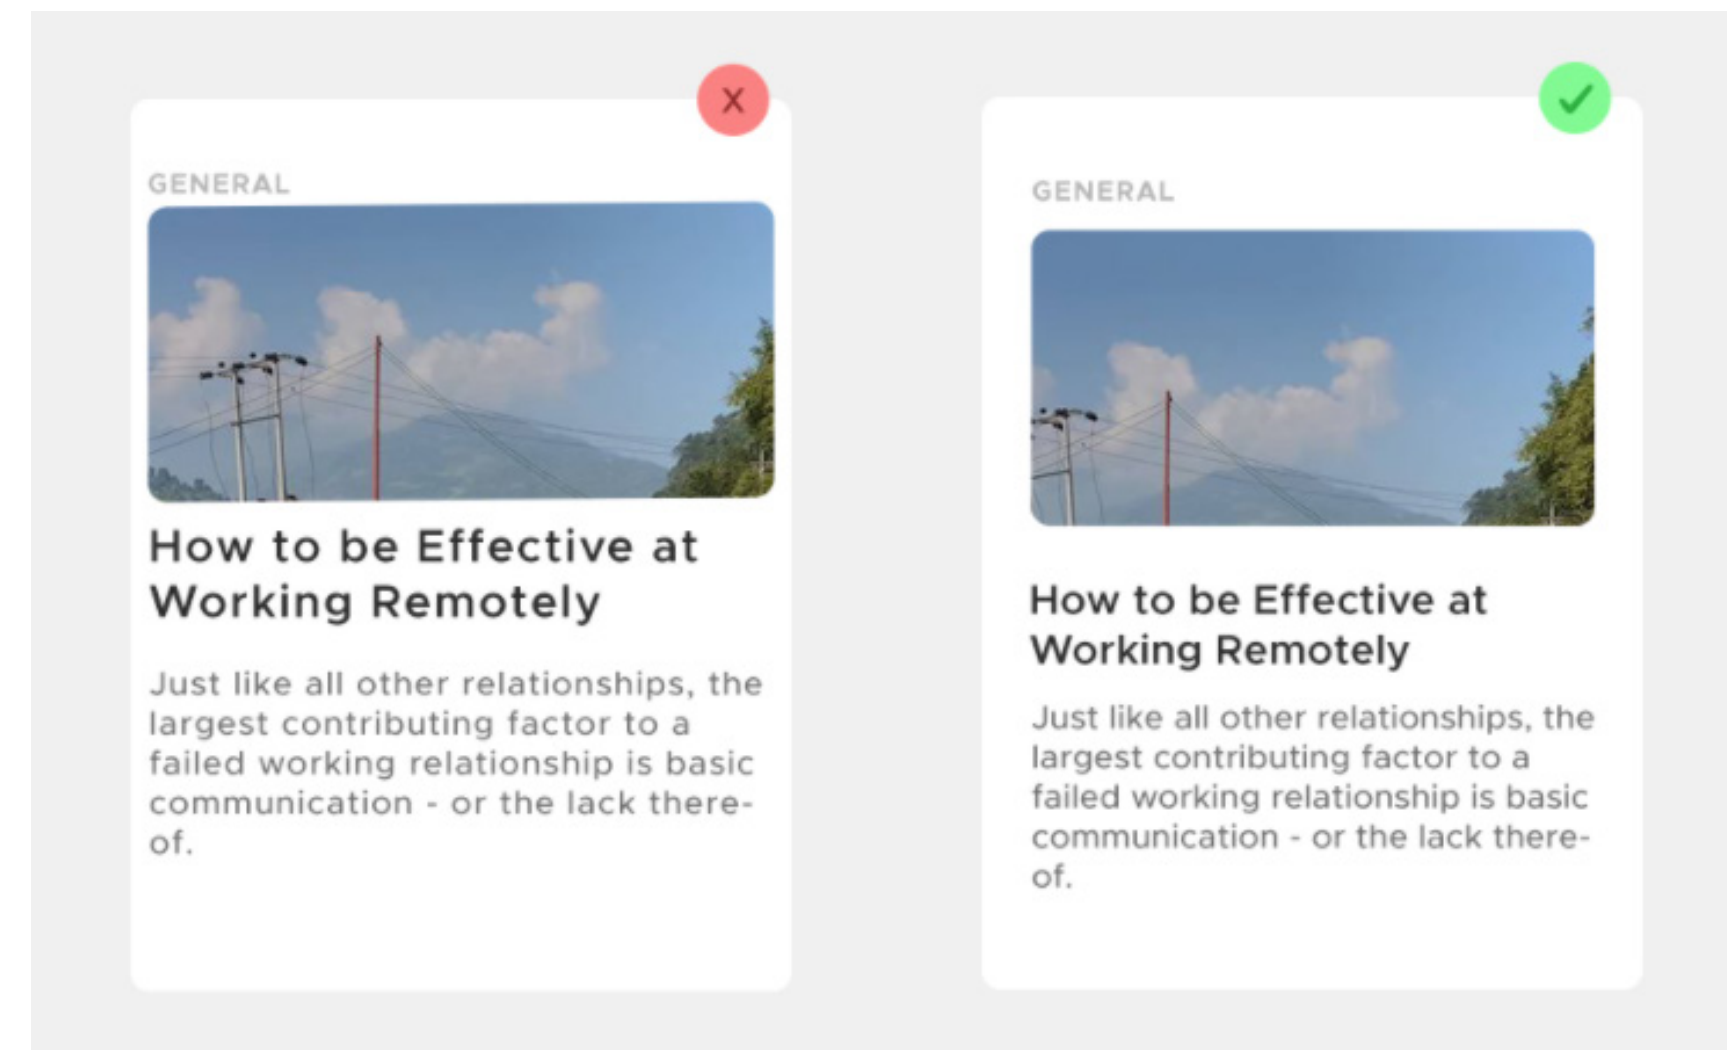 X
GENERAL
How to be Effective at
Working Remotely
Just like all other relationships, the
largest contributing factor to a
failed working relationship is basic
communication - or the lack there-
of.
GENERAL
How to be Effective at
Working Remotely
Just like all other relationships, the
largest contributing factor to a
failed working relationship is basic
communication - or the lack there-
of.